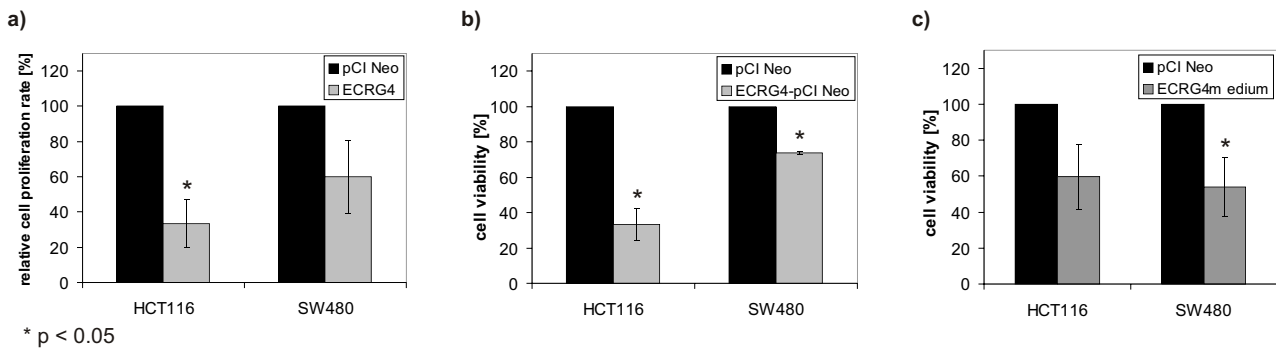 a)
relative cell proliferation rate [%]
120
100
80
60
40
20
0
pCI Neo
ECRG4
*
HCT116
SW480
* p < 0.05
b)
cell viability [%]
120
100
80
60
40
20
0
pCI Neo
ECRG4-pCI Neo
*
*
HCT116
SW480
c)
cell viability [%]
120
100
80
60
40
20
0
pCI Neo
ECRG4m edium
*
HCT116
SW480